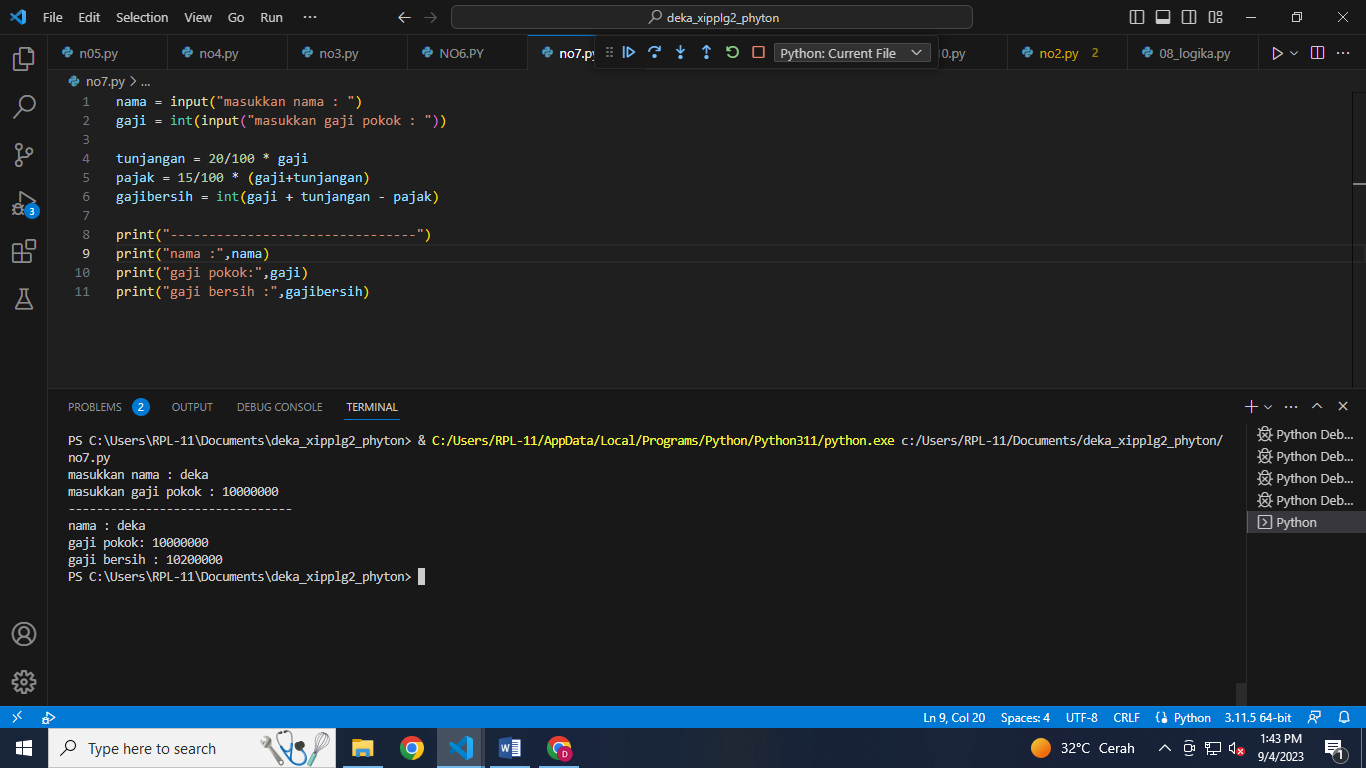 File Edit Selection View Go Run ··· deka_xipplg2_phyton
n05.py no4.py no3.py NO6.PY no7.py Python: Current File 0.py no2.py 2 08_logika.py
no7.py > ...
1 nama = input("masukkan nama : ")
2 gaji = int(input("masukkan gaji pokok : "))
3
4 tunjangan = 20/100 * gaji
5 pajak = 15/100 * (gaji+tunjangan)
6 gajibersih = int(gaji + tunjangan - pajak)
7
8 print("--------------------------------")
9 print("nama :",nama)
10 print("gaji pokok:",gaji)
11 print("gaji bersih :",gajibersih)
PROBLEMS 2 OUTPUT DEBUG CONSOLE TERMINAL
PS C:\Users\RPL-11\Documents\deka_xipplg2_phyton> & C:/Users/RPL-11/AppData/Local/Programs/Python/Python311/python.exe c:/Users/RPL-11/Documents/deka_xipplg2_phyton/
no7.py
masukkan nama : deka
masukkan gaji pokok : 10000000
--------------------------------
nama : deka
gaji pokok: 10000000
gaji bersih : 10200000
PS C:\Users\RPL-11\Documents\deka_xipplg2_phyton>
Python Deb...
Python Deb...
Python Deb...
Python Deb...
Python
3
Ln 9, Col 20 Spaces: 4 UTF-8 CRLF Python 3.11.5 64-bit
Type here to search
32°C Cerah
1:43 PM
9/4/2023
1